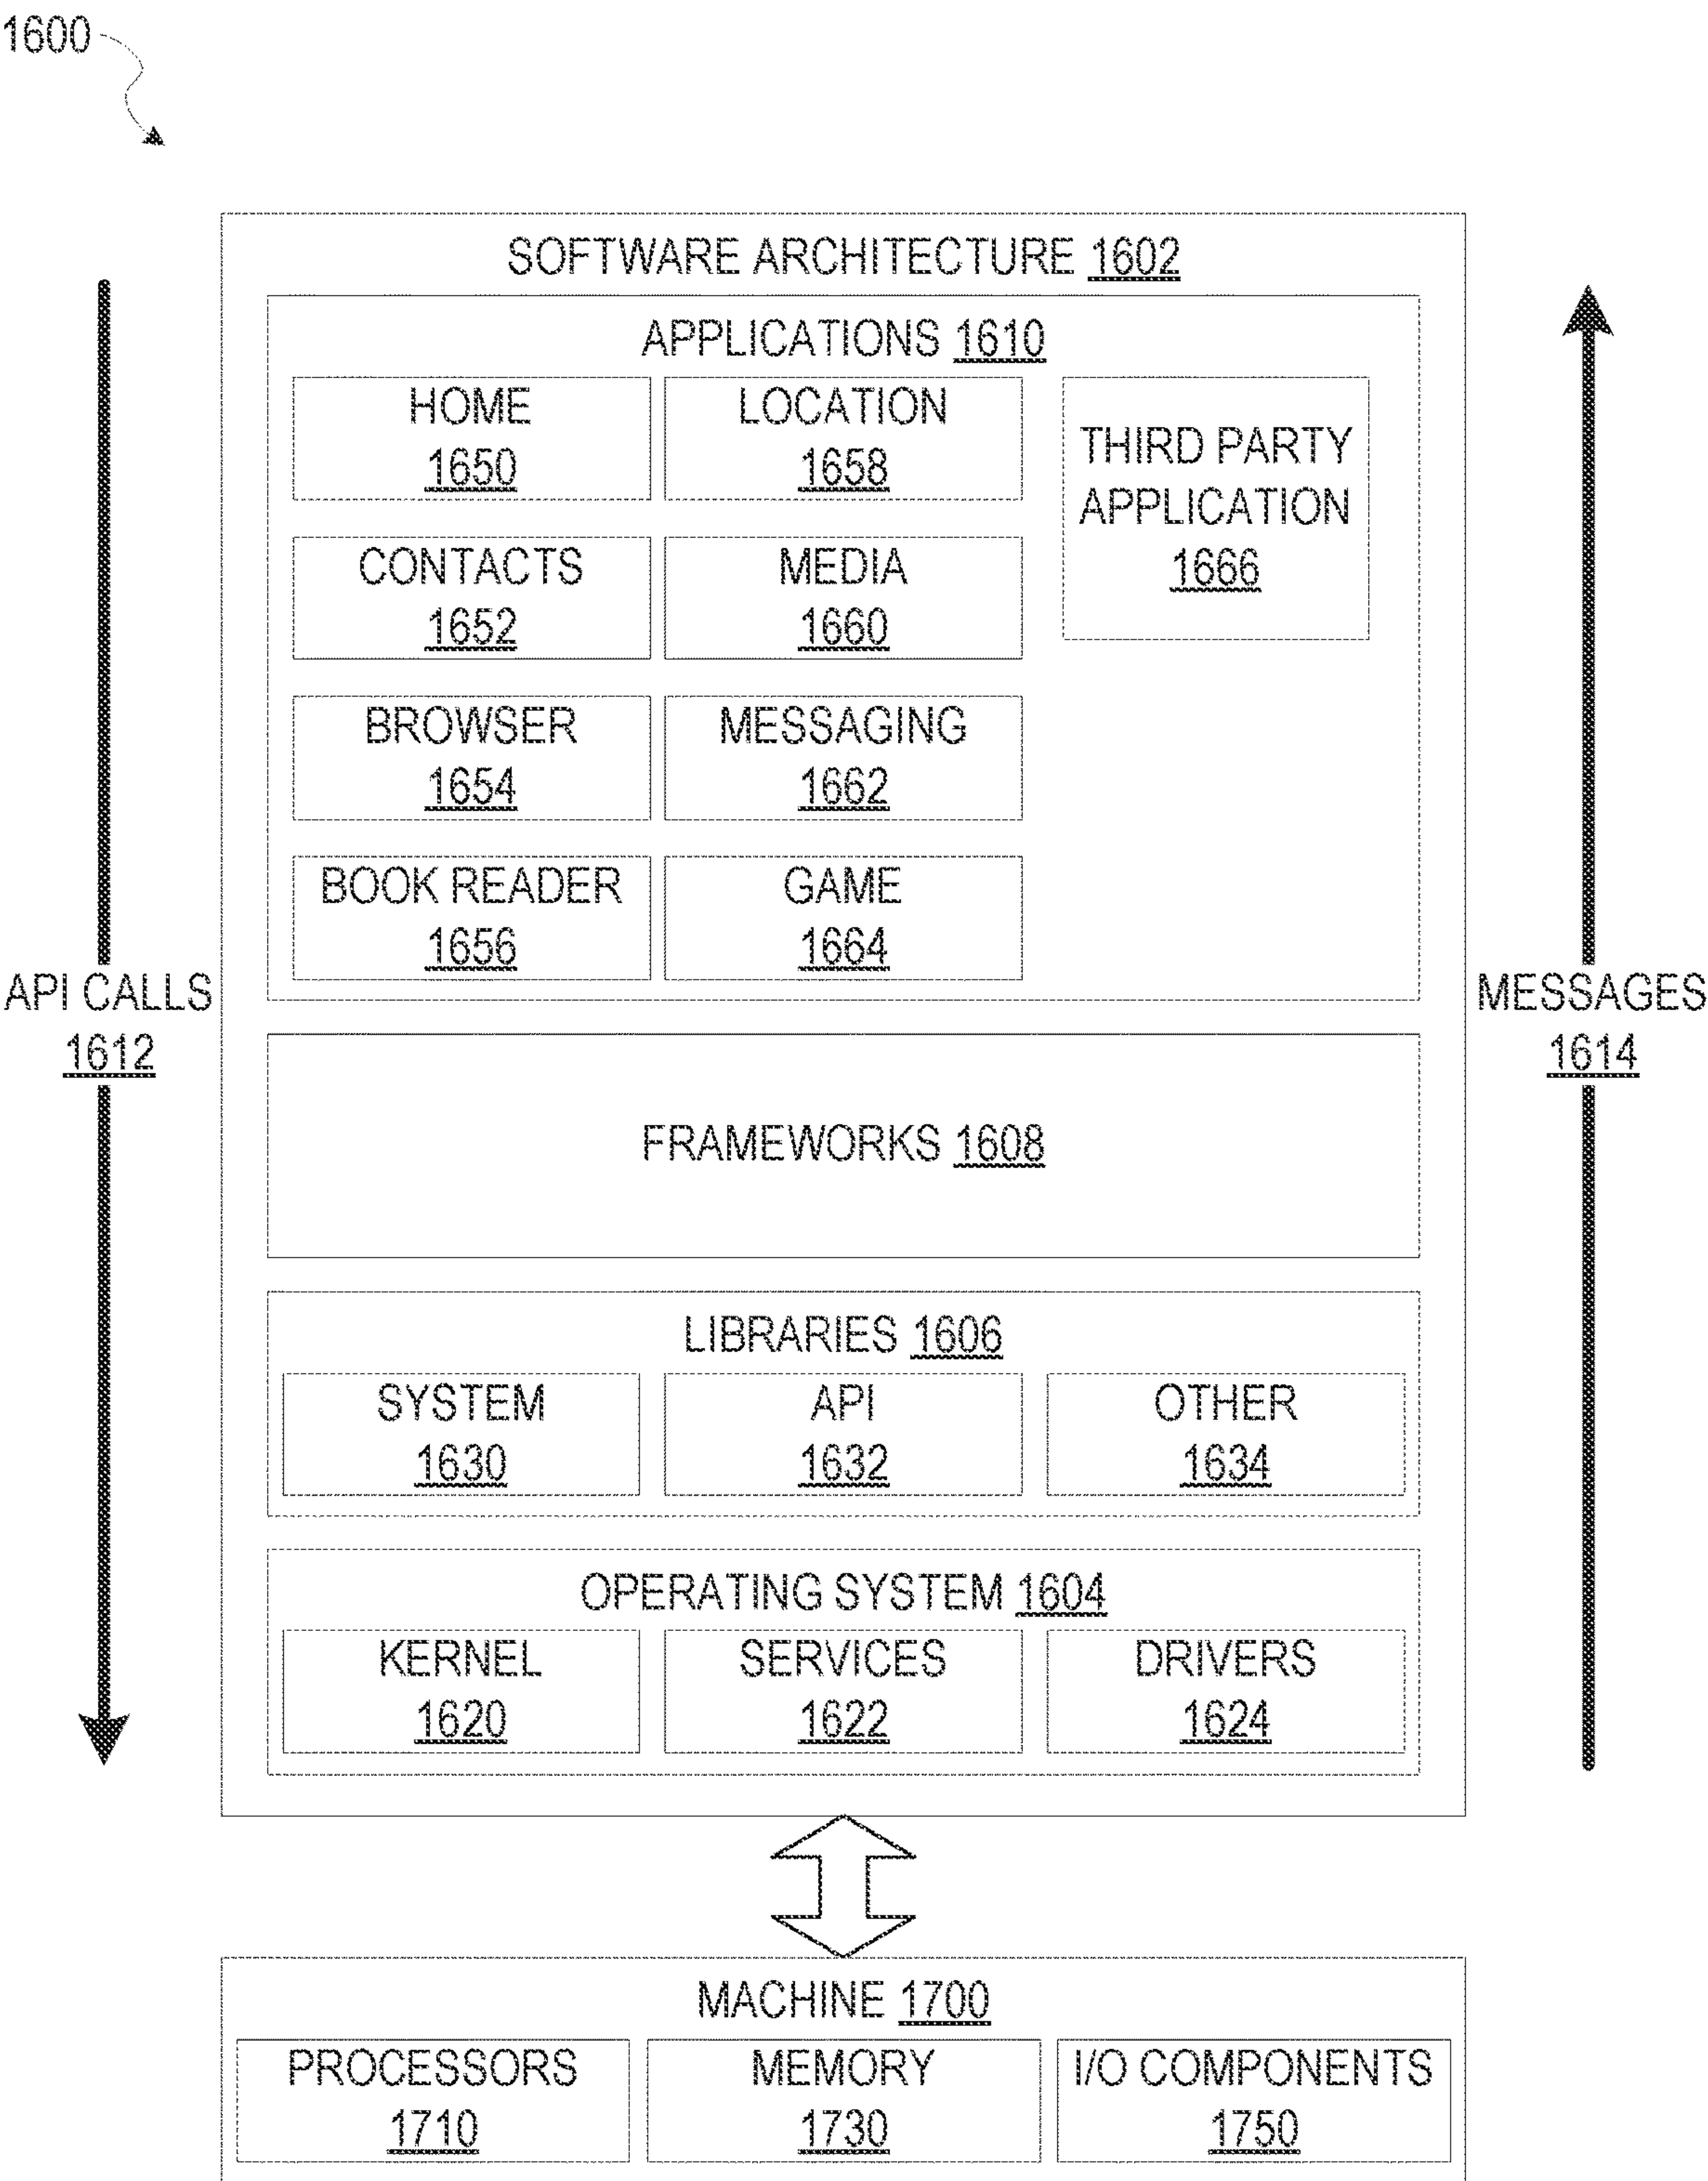 1600
SOFTWARE ARCHITECTURE 1602
APPLICATIONS 1610
HOME
1650
LOCATION
1658
THIRD PARTY
APPLICATION
1666
CONTACTS
1652
MEDIA
1660
BROWSER
1654
MESSAGING
1662
BOOK READER
1656
GAME
1664
API CALLS
1612
MESSAGES
1614
FRAMEWORKS 1608
LIBRARIES 1606
SYSTEM
1630
API
1632
OTHER
1634
OPERATING SYSTEM 1604
KERNEL
1620
SERVICES
1622
DRIVERS
1624
MACHINE 1700
PROCESSORS
1710
MEMORY
1730
I/O COMPONENTS
1750